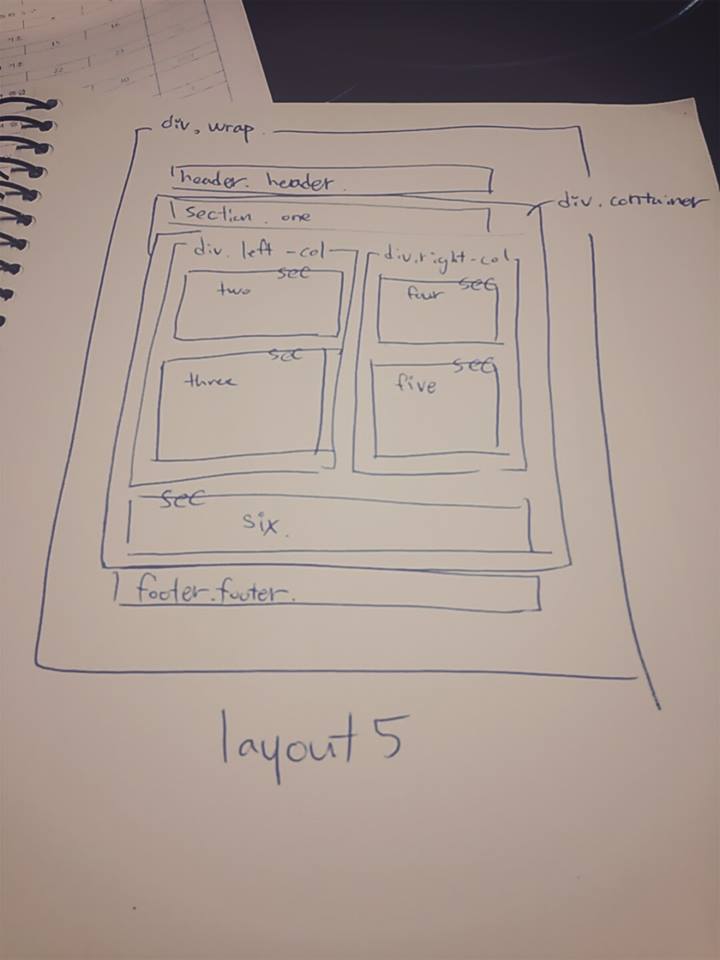 div. wrap
header. header.
div. container
section. one
div. left-col
div.right-col
sec
two
sec
four
sec
three
sec
five
sec
six.
footer.footer.
layout 5